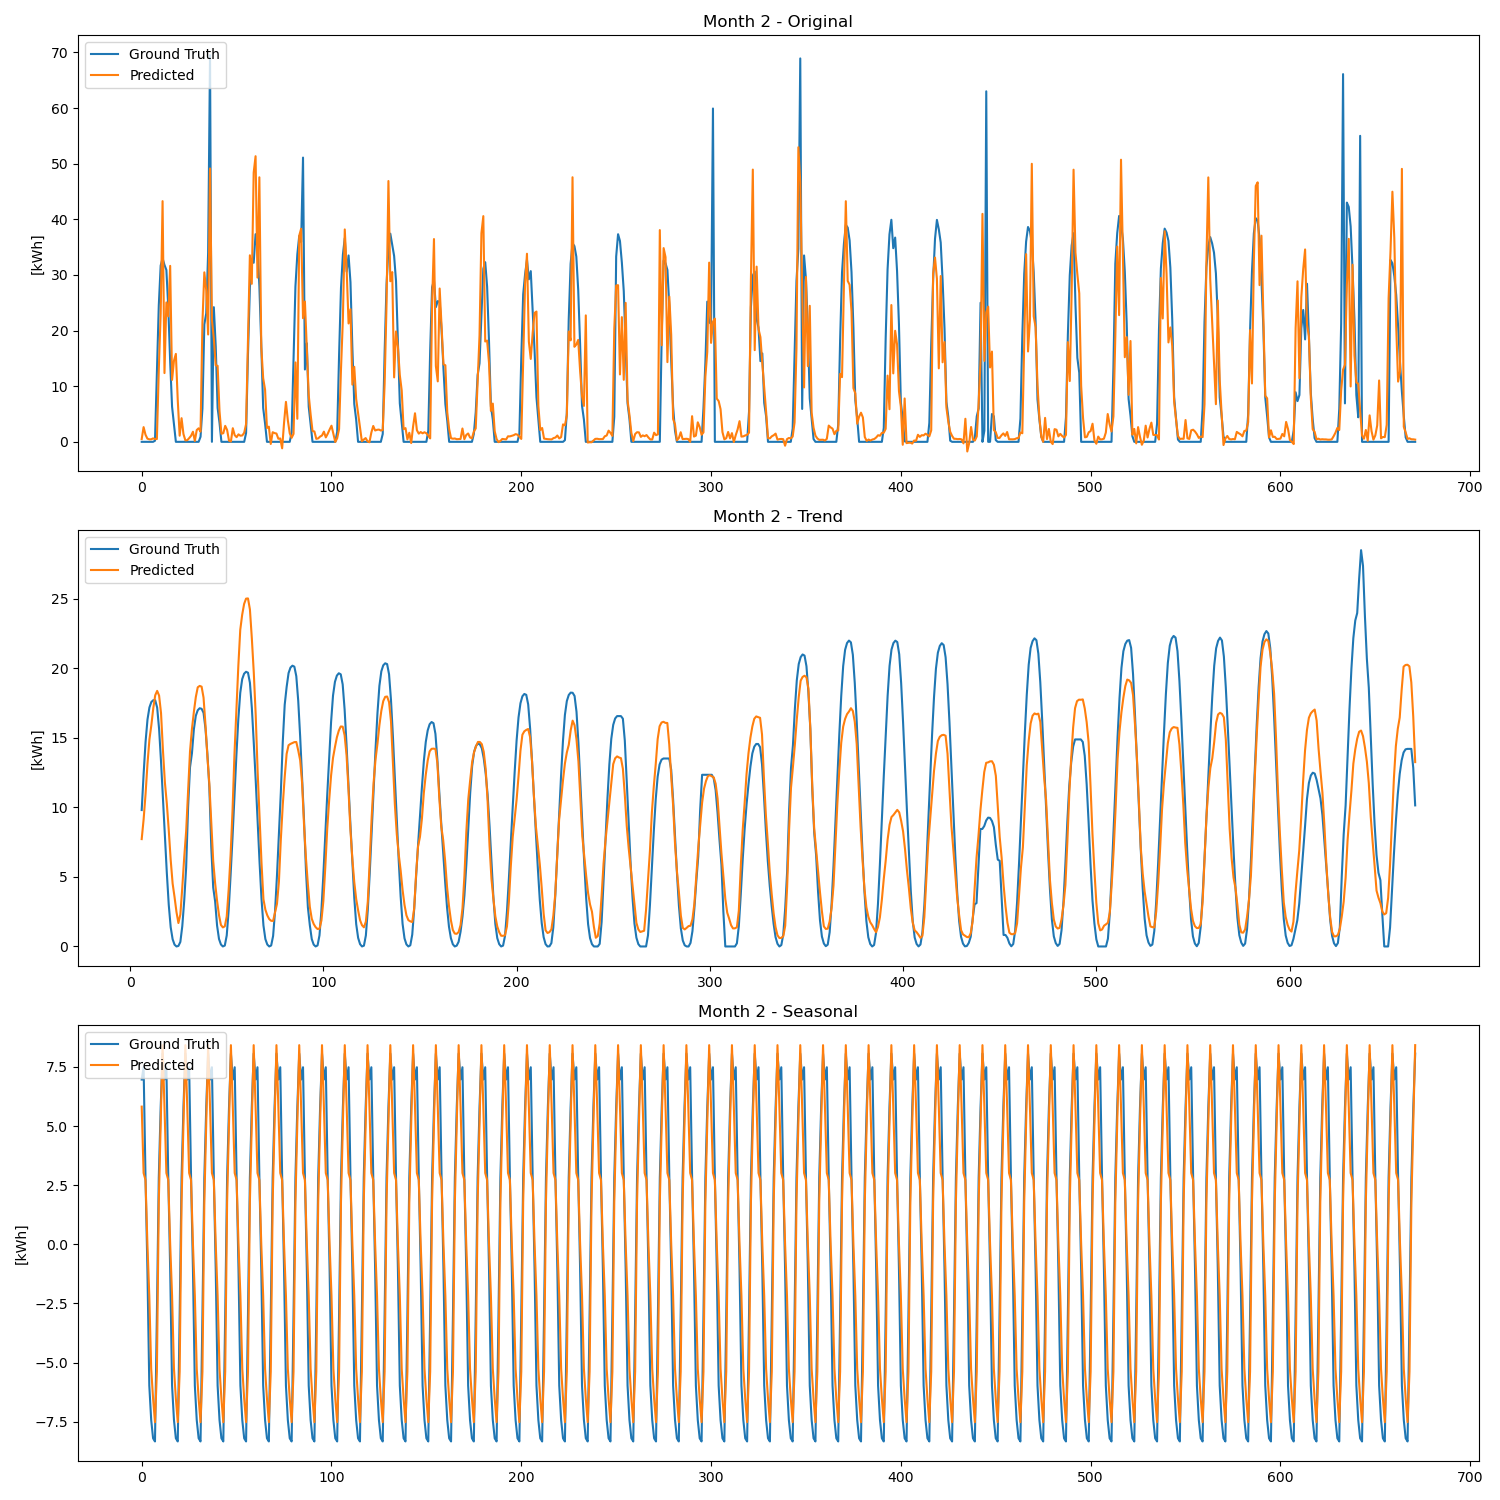 Month 2 - Original
Ground Truth
Predicted
[kWh]
70
60
50
40
30
20
10
0
0 100 200 300 400 500 600 700
Month 2 - Trend
Ground Truth
Predicted
[kWh]
25
20
15
10
5
0
0 100 200 300 400 500 600
Month 2 - Seasonal
Ground Truth
Predicted
[kWh]
7.5
5.0
2.5
0.0
−2.5
−5.0
−7.5
0 100 200 300 400 500 600 700